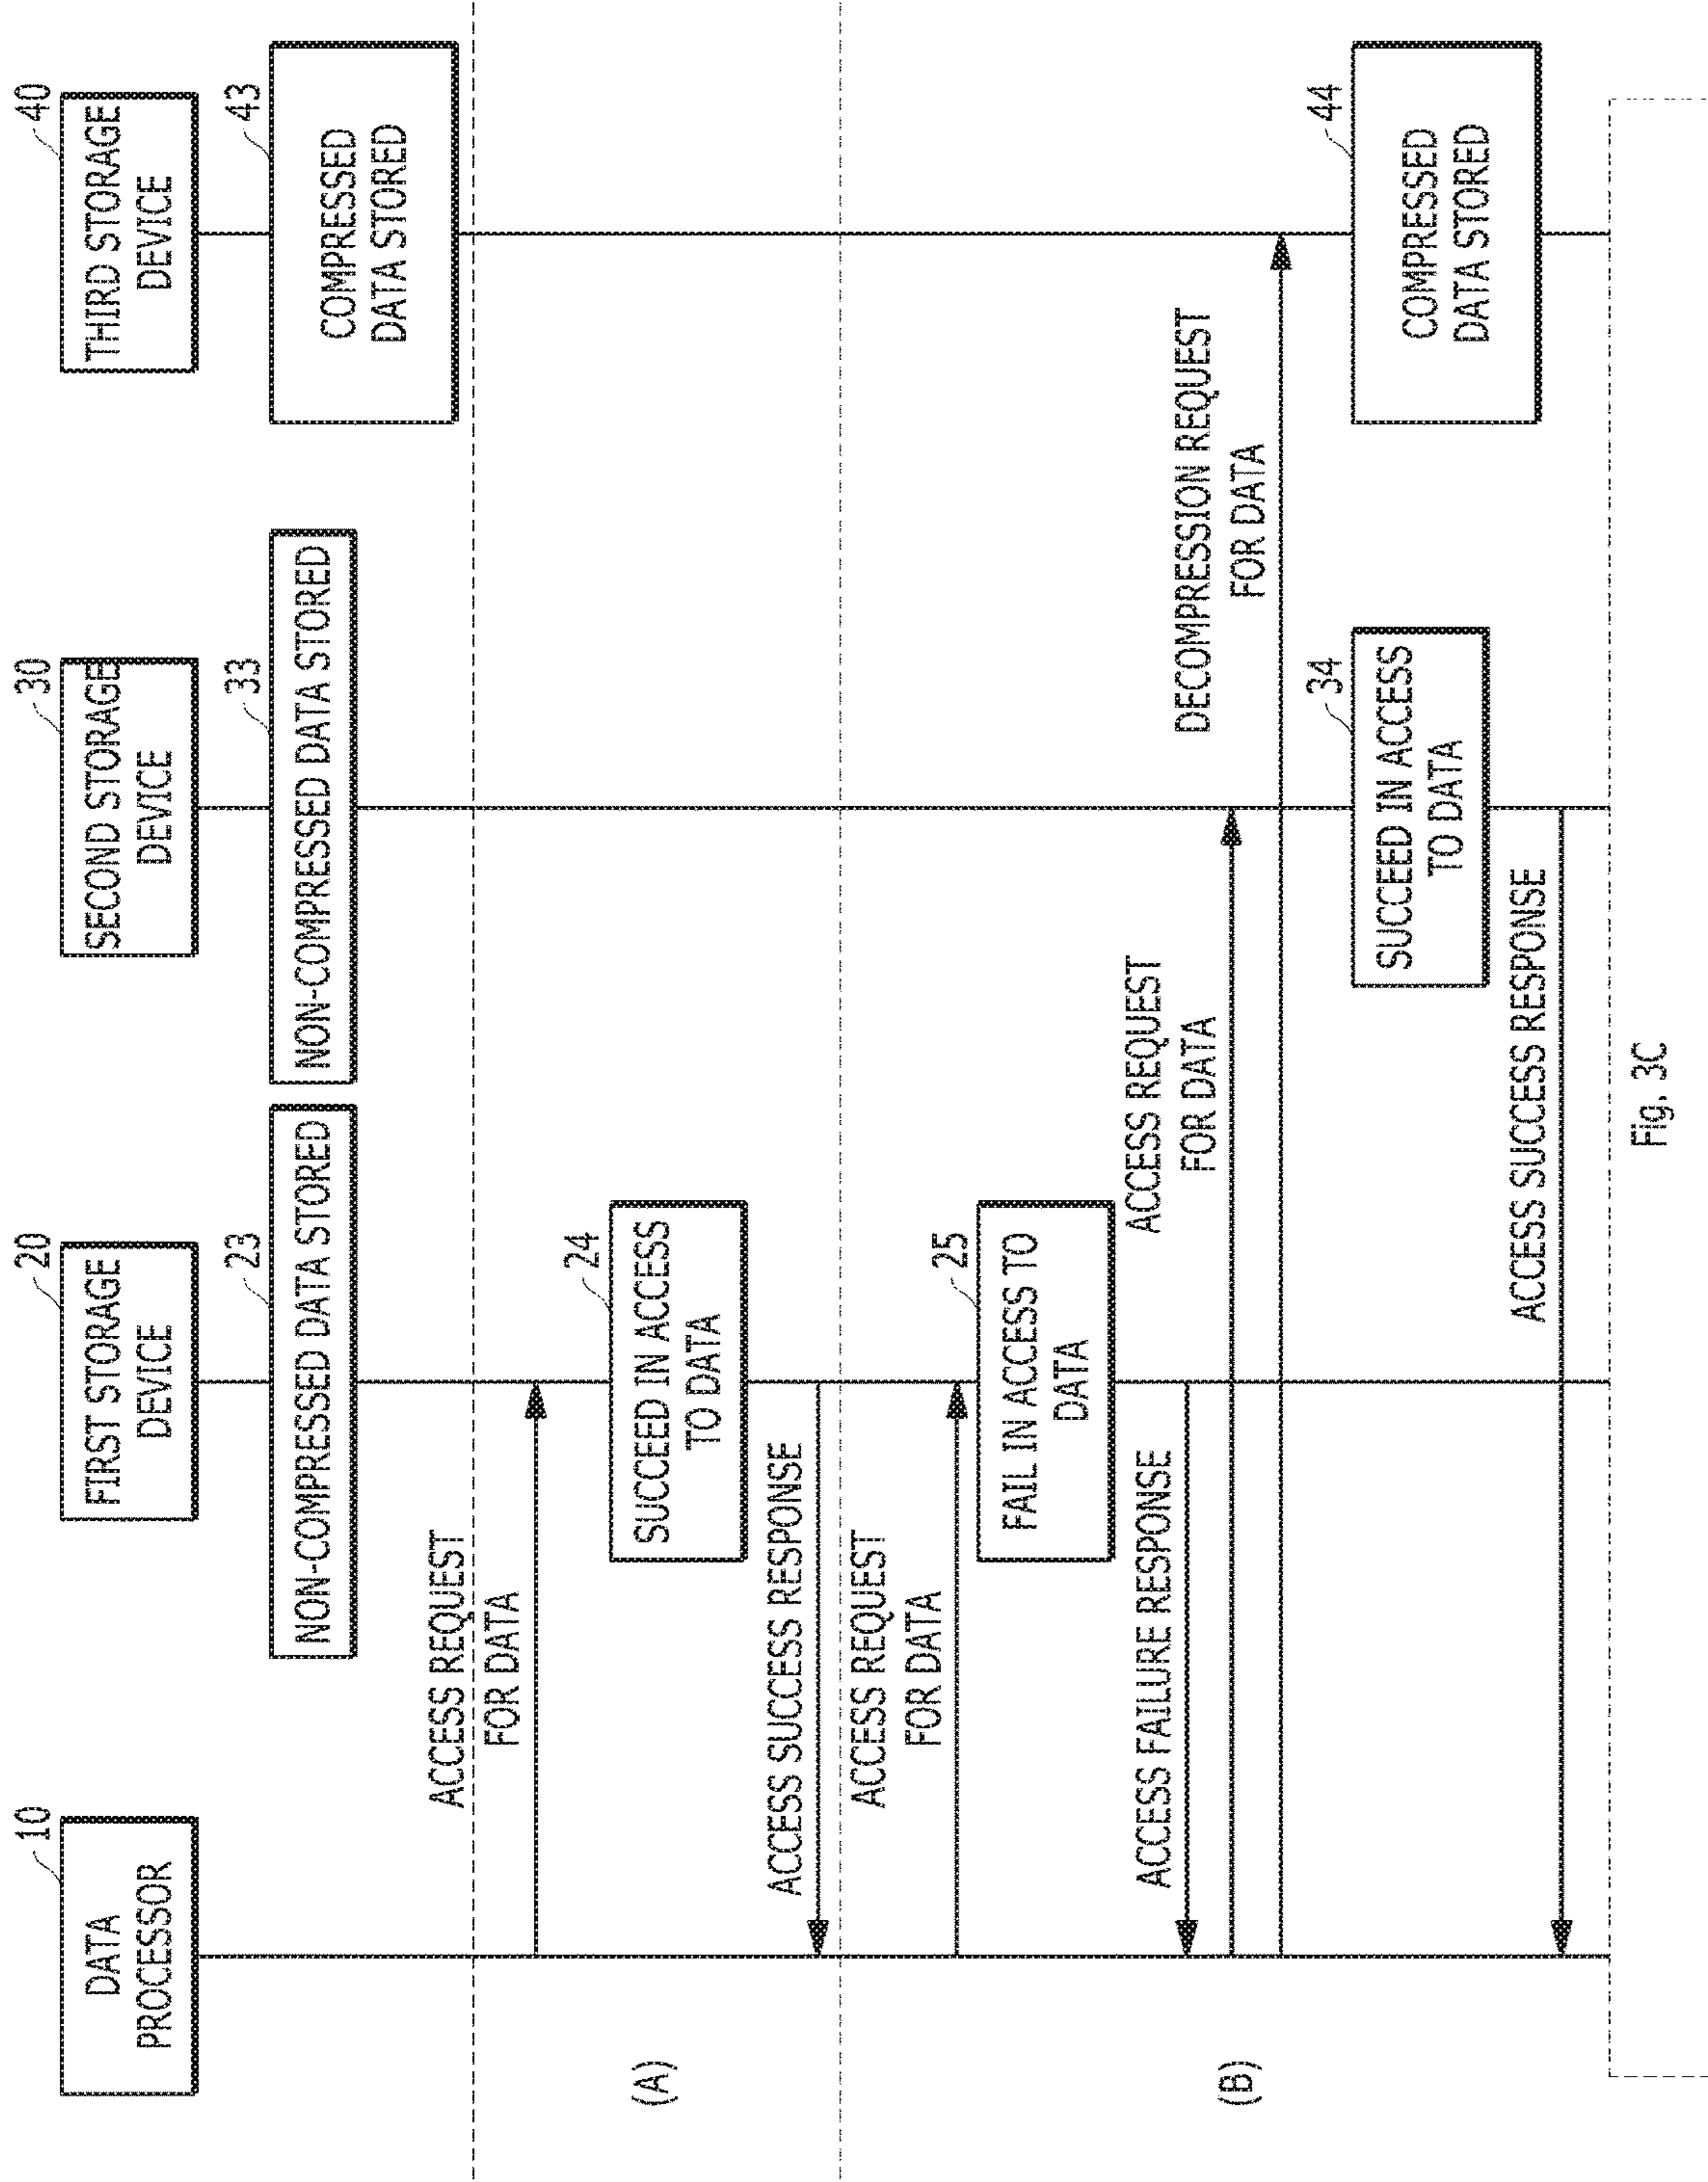 10
DATA
PROCESSOR
20
FIRST STORAGE
DEVICE
30
SECOND STORAGE
DEVICE
40
THIRD STORAGE
DEVICE
23
NON-COMPRESSED DATA STORED
33
NON-COMPRESSED DATA STORED
43
COMPRESSED
DATA STORED
(A)
ACCESS REQUEST
FOR DATA
24
SUCCEED IN ACCESS
TO DATA
ACCESS SUCCESS RESPONSE
(B)
ACCESS REQUEST
FOR DATA
25
FAIL IN ACCESS TO
DATA
ACCESS FAILURE RESPONSE
ACCESS REQUEST
FOR DATA
DECOMPRESSION REQUEST
FOR DATA
34
SUCCEED IN ACCESS
TO DATA
44
COMPRESSED
DATA STORED
ACCESS SUCCESS RESPONSE
Fig. 3C